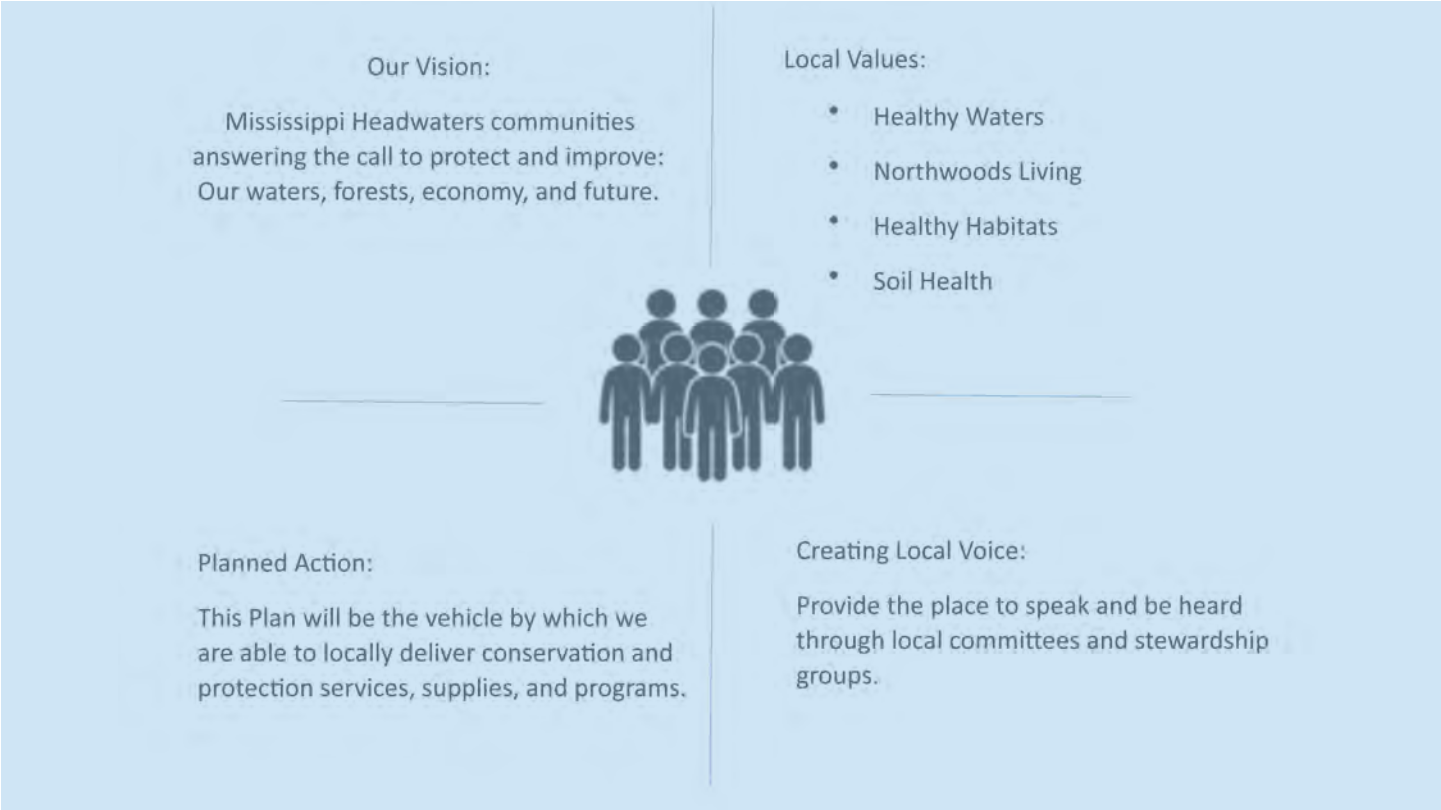 Our Vision:
Mississippi Headwaters communities
answering the call to protect and improve:
Our waters, forests, economy, and future.
Local Values:
• Healthy Waters
• Northwoods Living
• Healthy Habitats
• Soil Health
Planned Action:
This Plan will be the vehicle by which we
are able to locally deliver conservation and
protection services, supplies, and programs.
Creating Local Voice:
Provide the place to speak and be heard
through local committees and stewardship
groups.